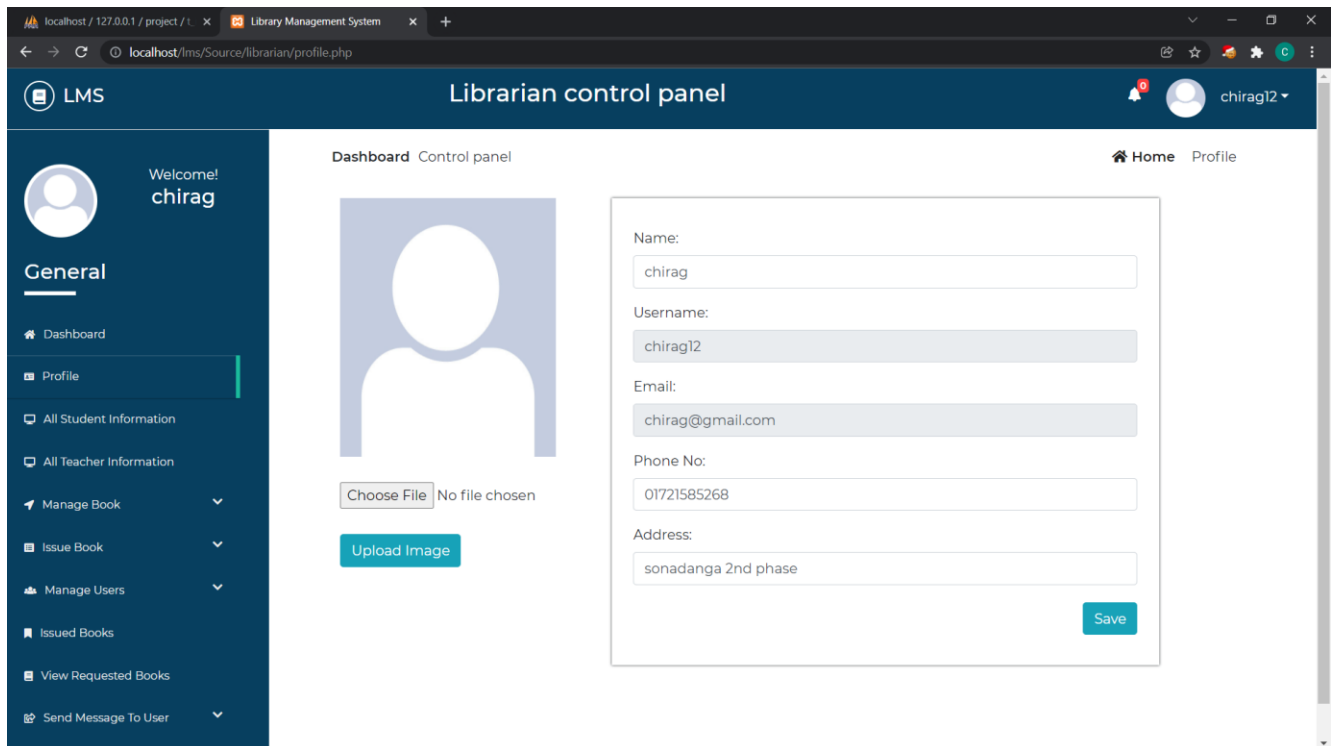 localhost / 127.0.0.1 / project / t
Library Management System
localhost/lms/Source/librarian/profile.php
C
LMS
Librarian control panel
0
chirag12
Welcome!
chirag
General
Dashboard
Profile
All Student Information
All Teacher Information
Manage Book
Issue Book
Manage Users
Issued Books
View Requested Books
Send Message To User
Dashboard Control panel
Home Profile
Choose File No file chosen
Upload Image
Name:
chirag
Username:
chirag12
Email:
chirag@gmail.com
Phone No:
01721585268
Address:
sonadanga 2nd phase
Save